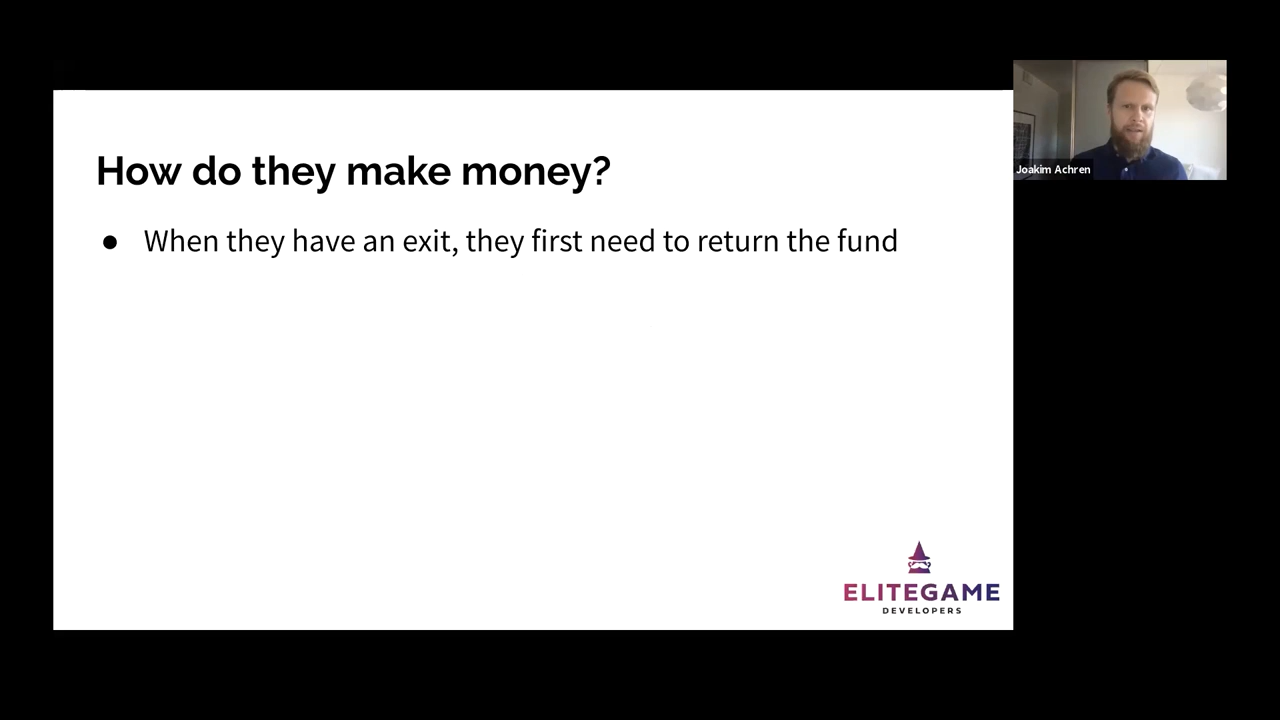 How do they make money?
● When they have an exit, they first need to return the fund
Joakim Achren
ELITEGAME
DEVELOPERS